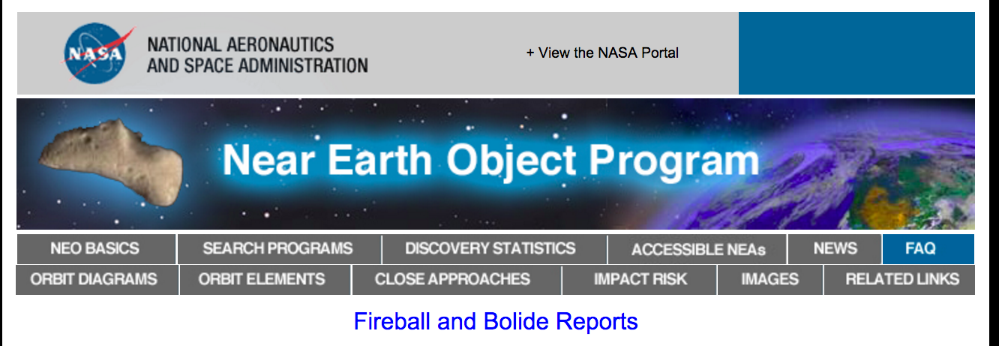 NASA
NATIONAL AERONAUTICS
AND SPACE ADMINISTRATION
+ View the NASA Portal
Near Earth Object Program
NEO BASICS SEARCH PROGRAMS DISCOVERY STATISTICS ACCESSIBLE NEAs NEWS FAQ
ORBIT DIAGRAMS ORBIT ELEMENTS CLOSE APPROACHES IMPACT RISK IMAGES RELATED LINKS
Fireball and Bolide Reports